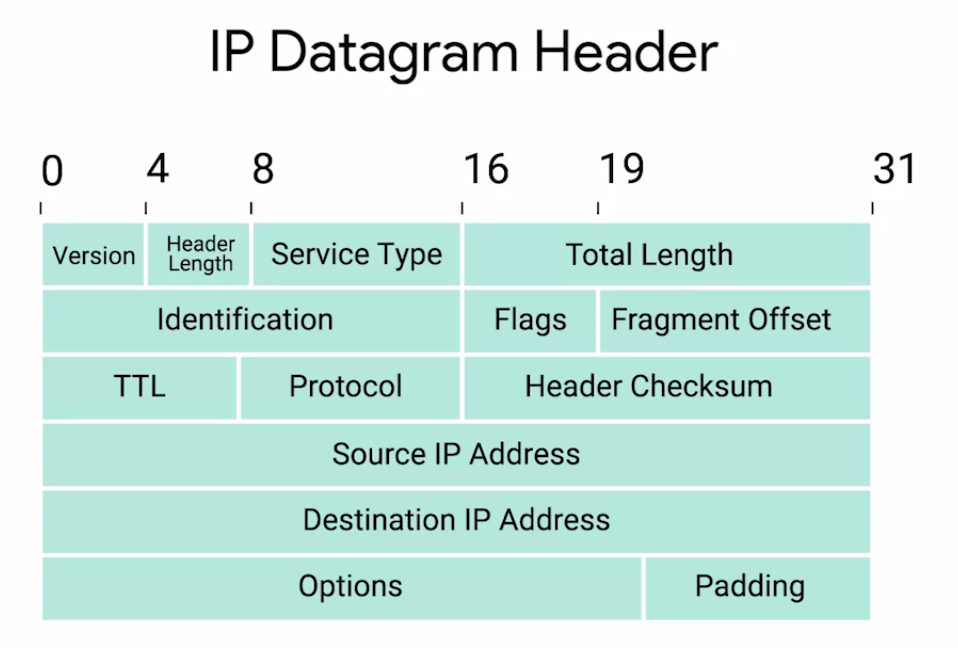 IP Datagram Header
0 4 8 16 19 31
Version Header Length Service Type Total Length
Identification Flags Fragment Offset
TTL Protocol Header Checksum
Source IP Address
Destination IP Address
Options Padding